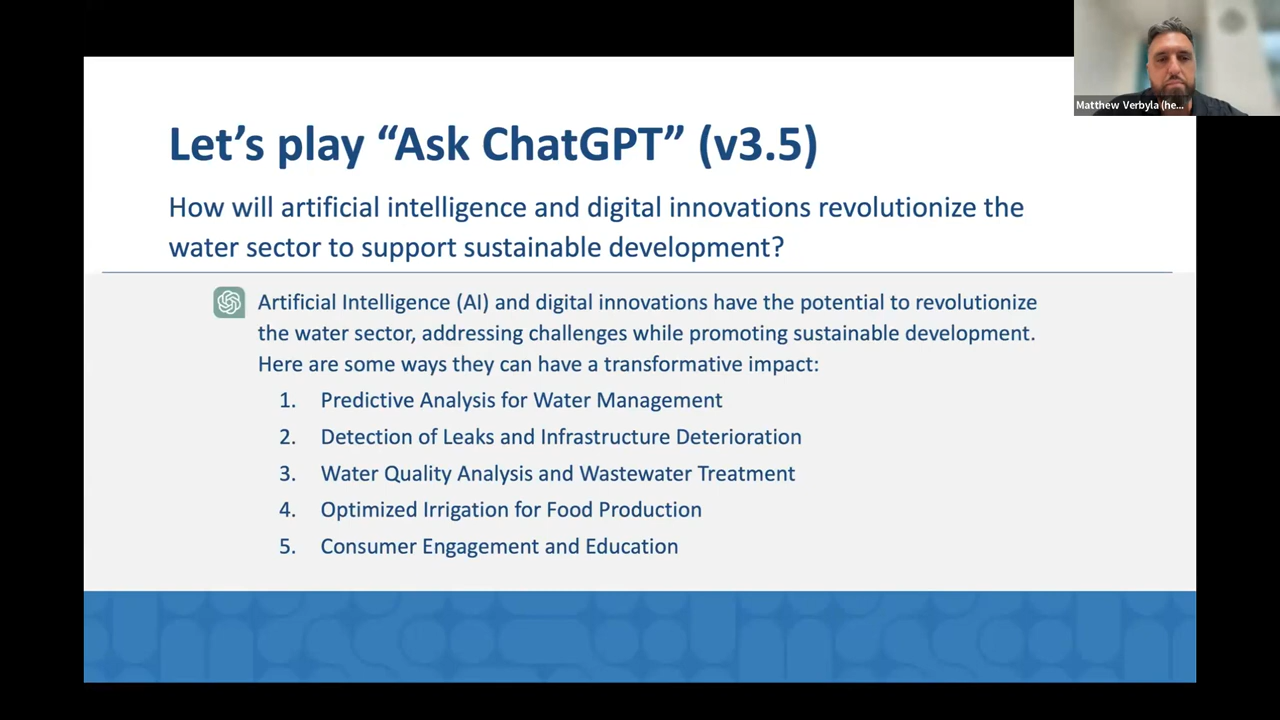 Matthew Verbyla (he...
Let’s play “Ask ChatGPT” (v3.5)
How will artificial intelligence and digital innovations revolutionize the
water sector to support sustainable development?
Artificial Intelligence (AI) and digital innovations have the potential to revolutionize
the water sector, addressing challenges while promoting sustainable development.
Here are some ways they can have a transformative impact:
1. Predictive Analysis for Water Management
2. Detection of Leaks and Infrastructure Deterioration
3. Water Quality Analysis and Wastewater Treatment
4. Optimized Irrigation for Food Production
5. Consumer Engagement and Education